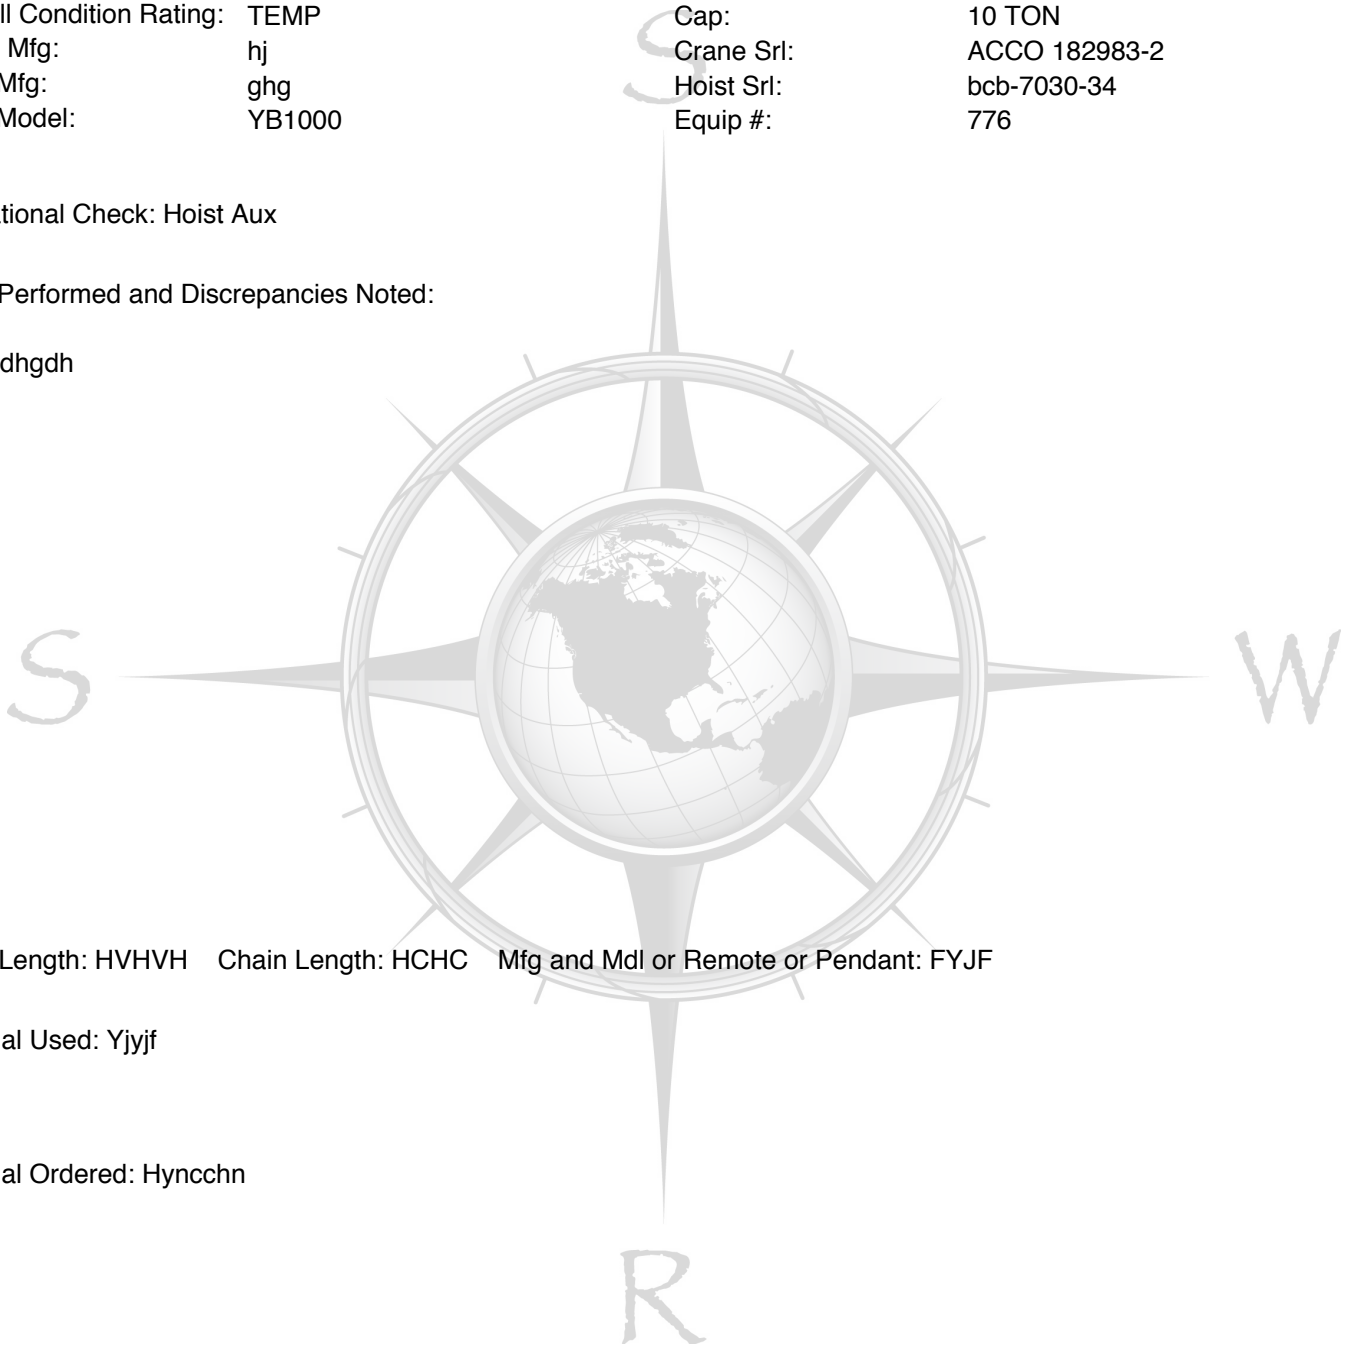 ll Condition Rating: TEMP Cap: 10 TON
Mfg: hj Crane Srl: ACCO 182983-2
Mfg: ghg Hoist Srl: bcb-7030-34
Model: YB1000 Equip #: 776
S
tional Check: Hoist Aux
Performed and Discrepancies Noted:
dhgdh
S W
Length: HVHVH Chain Length: HCHC Mfg and Mdl or Remote or Pendant: FYJF
al Used: Yjyjf
al Ordered: Hyncchn
R